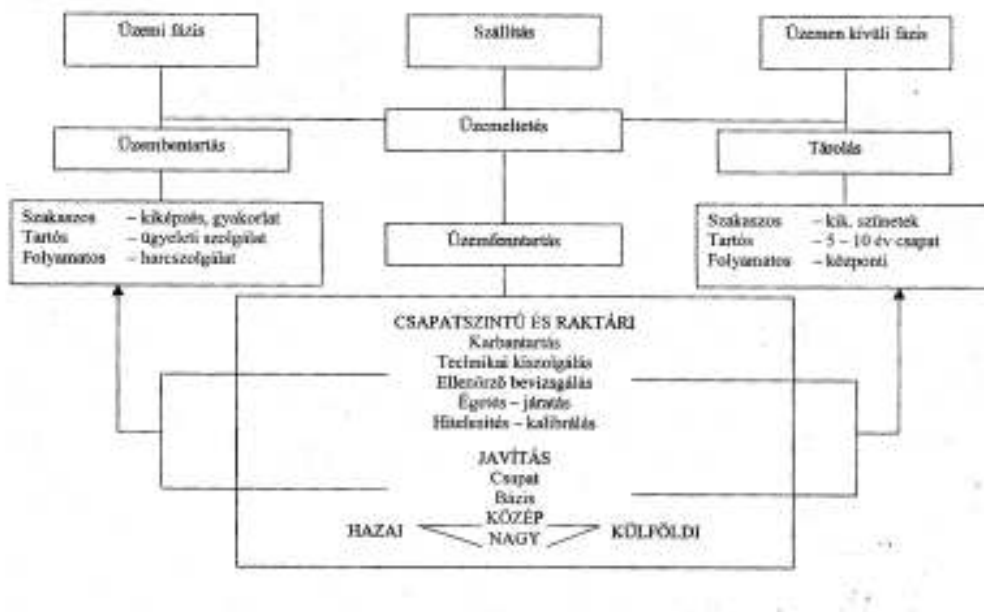 Üzemi fázis
Szállítás
Üzemen kívüli fázis
Üzemeltetés
Üzembentartás
Tárolás
Szakaszos – kiképzés, gyakorlat
Tartós – ügyeleti szolgálat
Folyamatos – harcszolgálat
Szakaszos – kik. szünetek
Tartós – 5 – 10 év csapat
Folyamatos – központi
Üzemfenntartás
CSAPATSZINTŰ ÉS RAKTÁRI
Karbantartás
Technikai kiszolgálás
Ellenörző bevizsgálás
Égetés – járatás
Hitelesítés – kalibrálás
JAVÍTÁS
Csapat
Bázis
KÖZÉP
HAZAI KÜLFÖLDI
NAGY